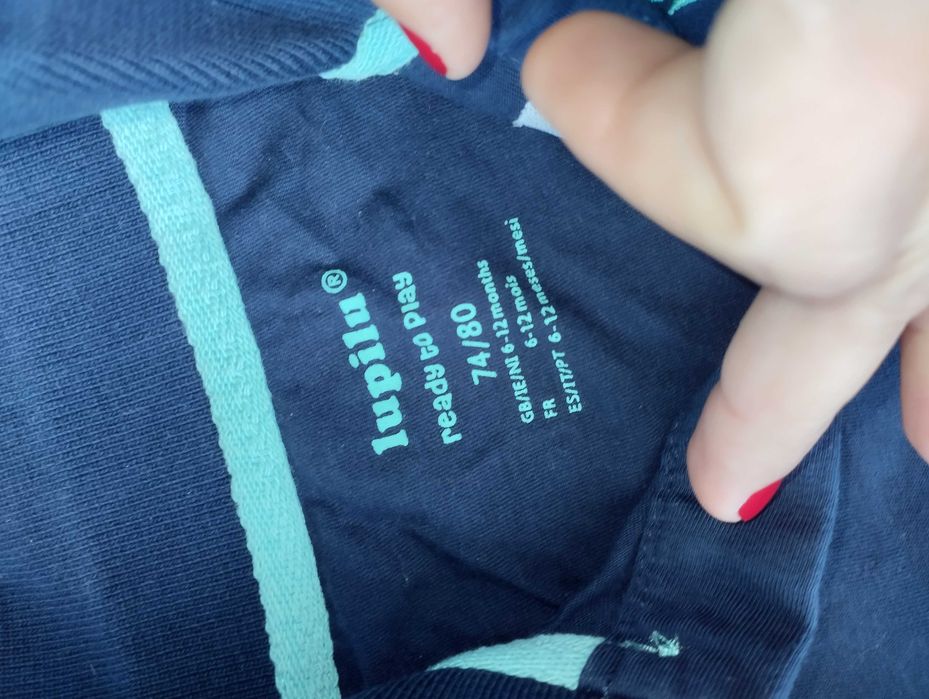 lupilu®
ready to play
74/80
GB/IE/NI 6-12 months
FR 6-12 mois
ES/IT/PT 6-12 meses/mesi